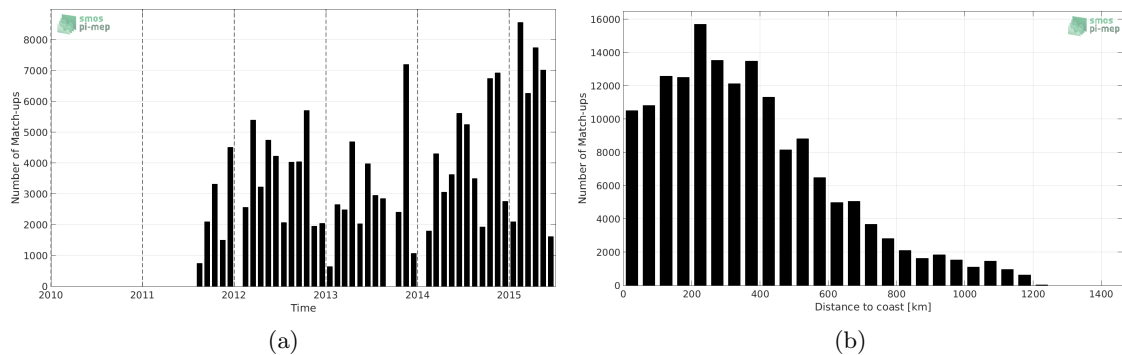 smos
pi-mep
8000
7000
6000
5000
4000
3000
2000
1000
0
Number of Match-ups
2010 2011 2012 2013 2014 2015
Time
(a)
smos
pi-mep
16000
14000
12000
10000
8000
6000
4000
2000
0
Number of Match-ups
0 200 400 600 800 1000 1200 1400
Distance to coast [km]
(b)